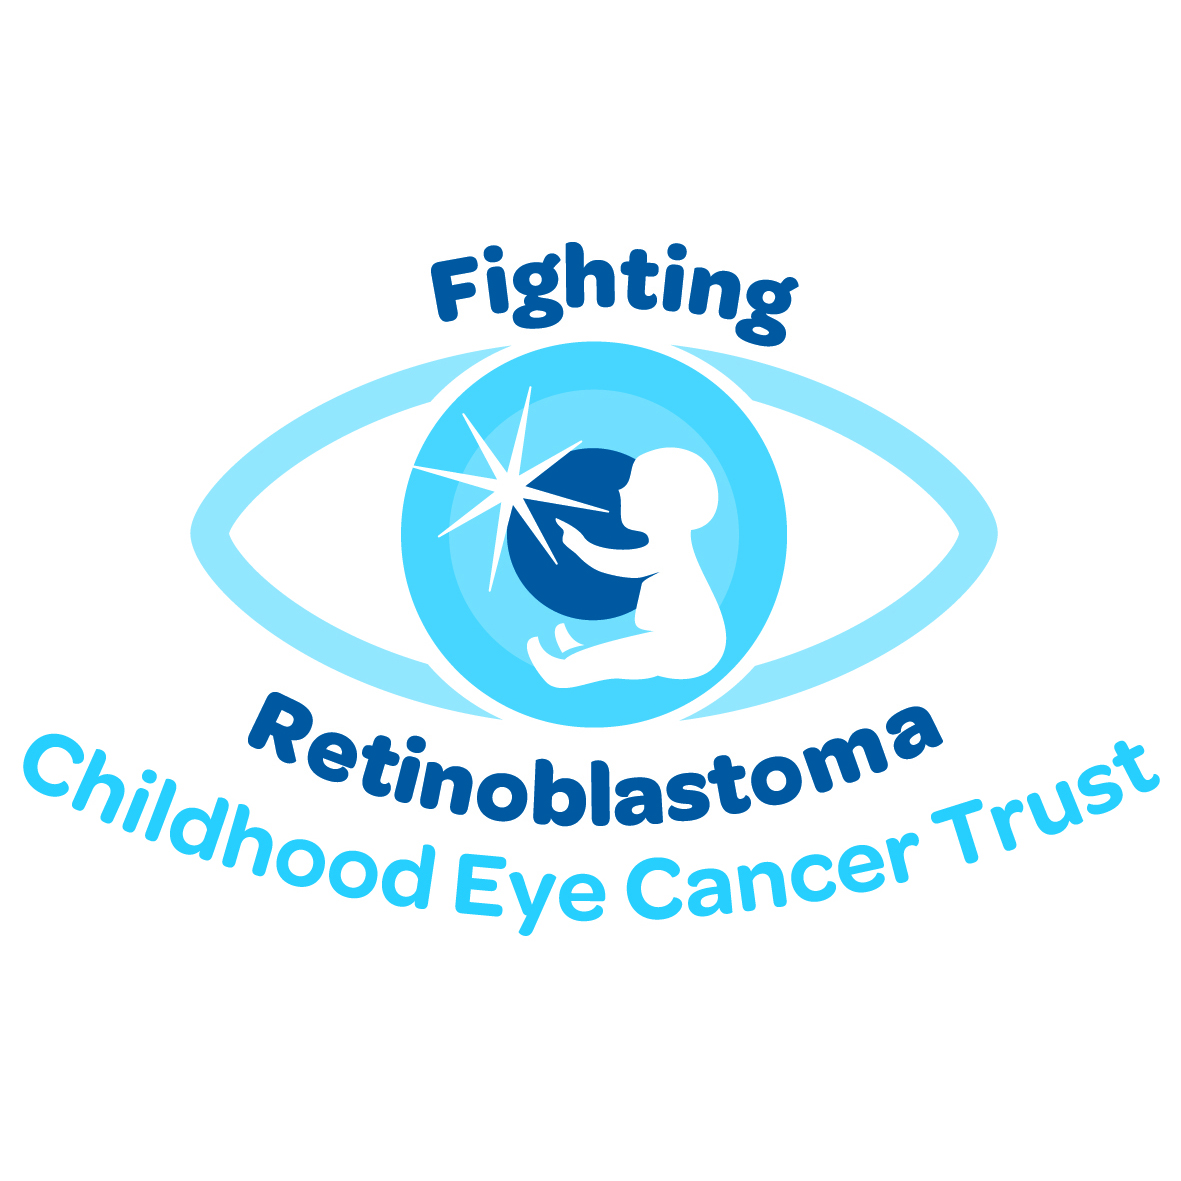 Fighting
Retinoblastoma
Childhood Eye Cancer Trust